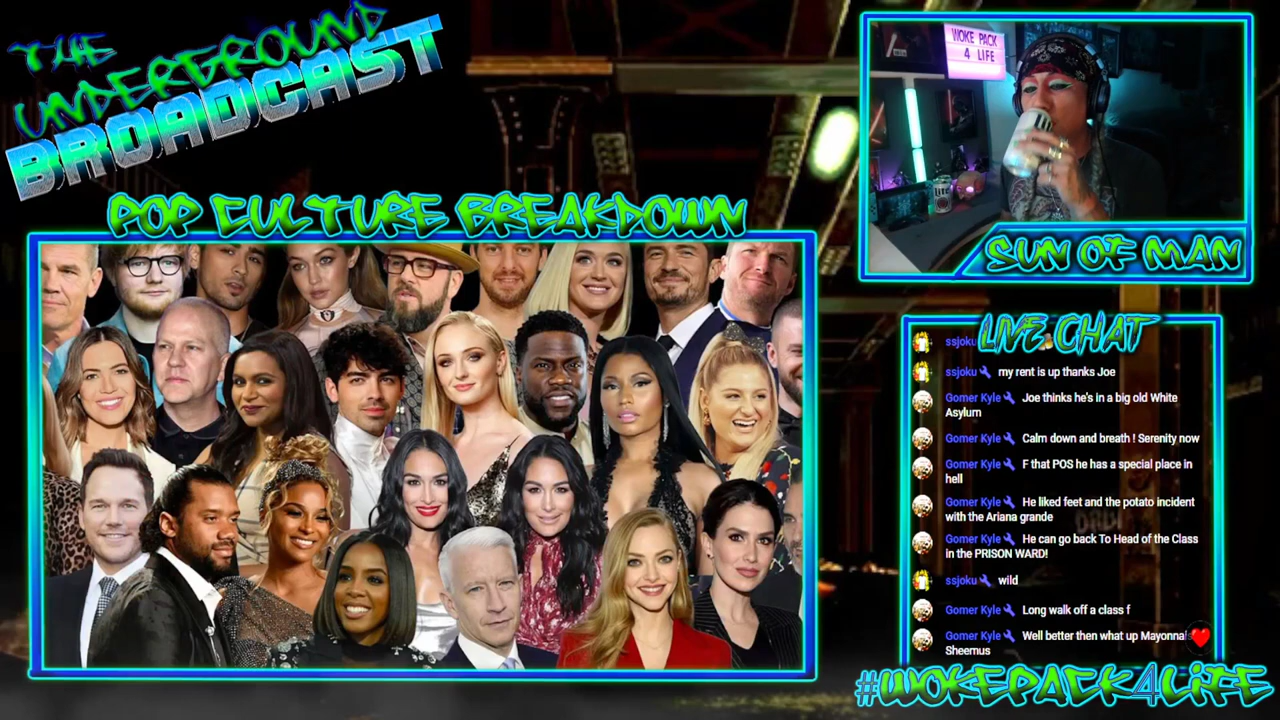 THE
UNDERGROUND
BROADCAST
POP CULTURE BREAKDOWN
WOKE PACK
4 LIFE
Lite
SUN OF MAN
LIVE CHAT
ssjoku
ssjoku my rent is up thanks Joe
Gomer Kyle Joe thinks he's in a big old White
Asylum
Gomer Kyle Calm down and breath ! Serenity now
Gomer Kyle F that POS he has a special place in
hell
Gomer Kyle He liked feet and the potato incident
with the Ariana grande
Gomer Kyle He can go back To Head of the Class
in the PRISON WARD!
ssjoku wild
Gomer Kyle Long walk off a class f
Gomer Kyle Well better then what up
Sheemus
#WOKEPACK4LIFE